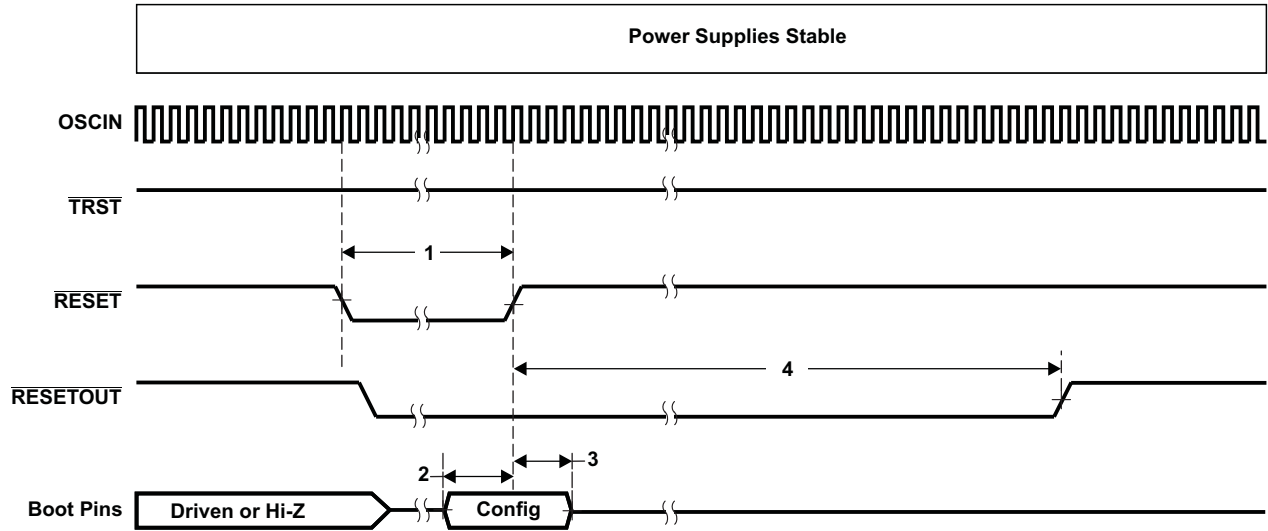 Power Supplies Stable
OSCIN
TRST
1
RESET
4
RESETOUT
2
3
Boot Pins
Driven or Hi-Z
Config